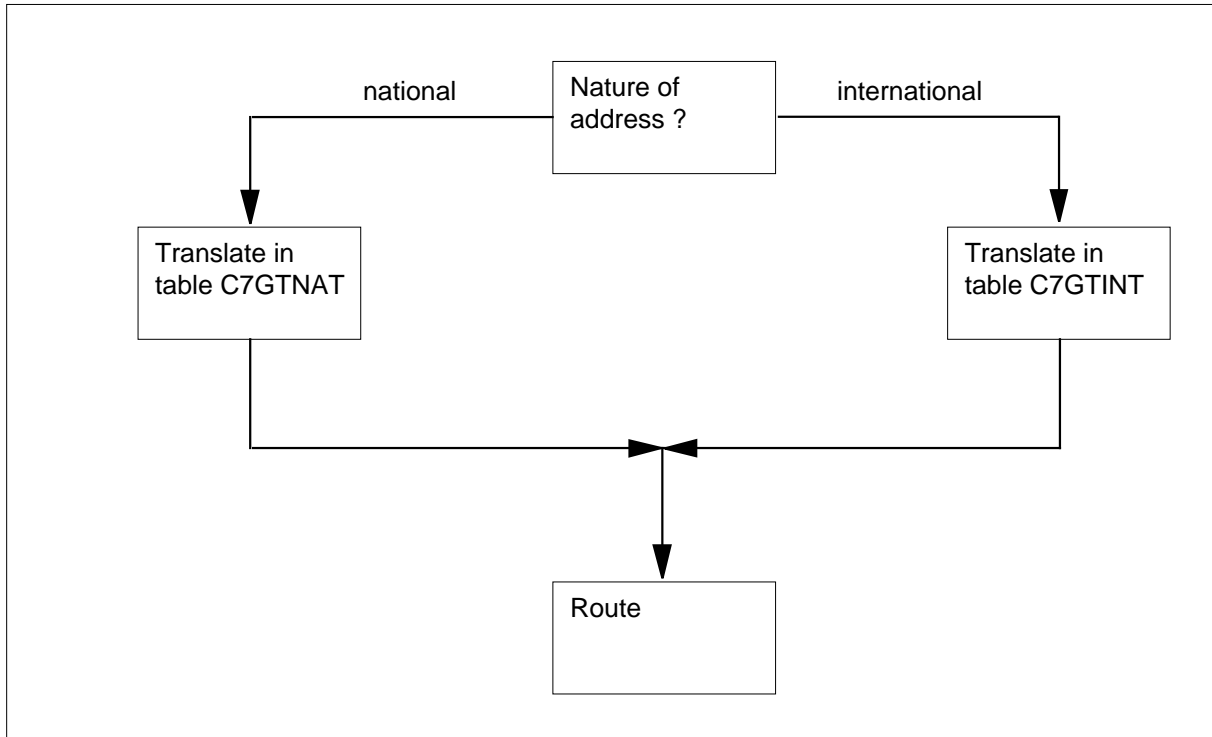 national
Nature of
address ?
international
Translate in
table C7GTNAT
Translate in
table C7GTINT
Route